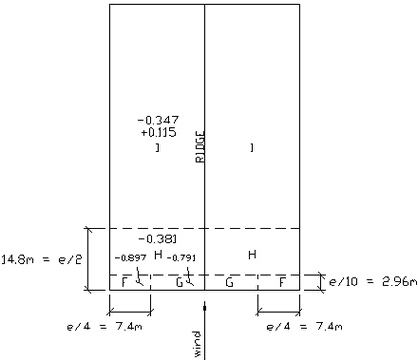 -0.347
+0.115
I
I
RIDGE
-0.381
H
H
-0.897
-0.791
14.8m = e/2
F
G
G
F
e/10 = 2.96m
e/4 = 7.4m
e/4 = 7.4m
wind